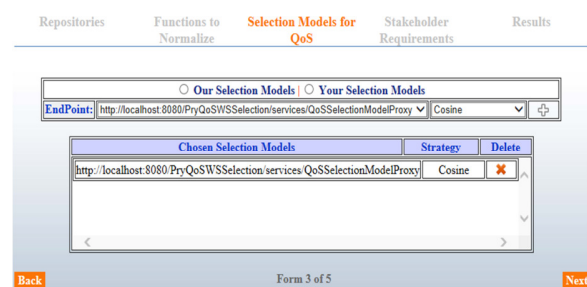 Repositories
Functions to
Normalize
Selection Models for
QoS
Stakeholder
Requirements
Results
Our Selection Models | Your Selection Models
EndPoint: http://localhost:8080/PryQoSWSSelection/services/QoSSelectionModelProxy Cosine
Chosen Selection Models Strategy Delete
http://localhost:8080/PryQoSWSSelection/services/QoSSelectionModelProxy Cosine
Back Form 3 of 5 Next